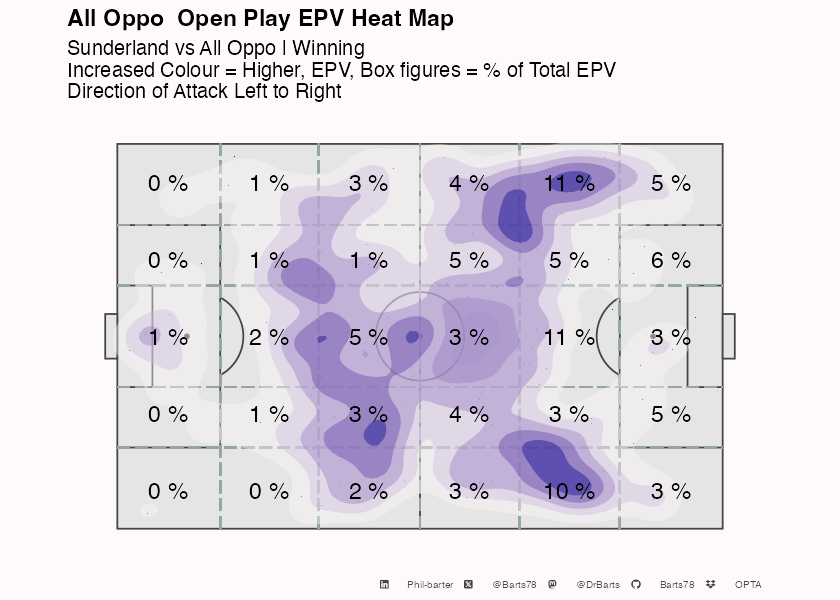 All Oppo  Open Play EPV Heat Map
Sunderland vs All Oppo | Winning
Increased Colour = Higher, EPV, Box figures = % of Total EPV
Direction of Attack Left to Right
0 % 1 % 3 % 4 % 11 % 5 %
0 % 1 % 1 % 5 % 5 % 6 %
1 % 2 % 5 % 3 % 11 % 3 %
0 % 1 % 3 % 4 % 3 % 5 %
0 % 0 % 2 % 3 % 10 % 3 %
Phil-barter @Barts78 @DrBarts Barts78 OPTA